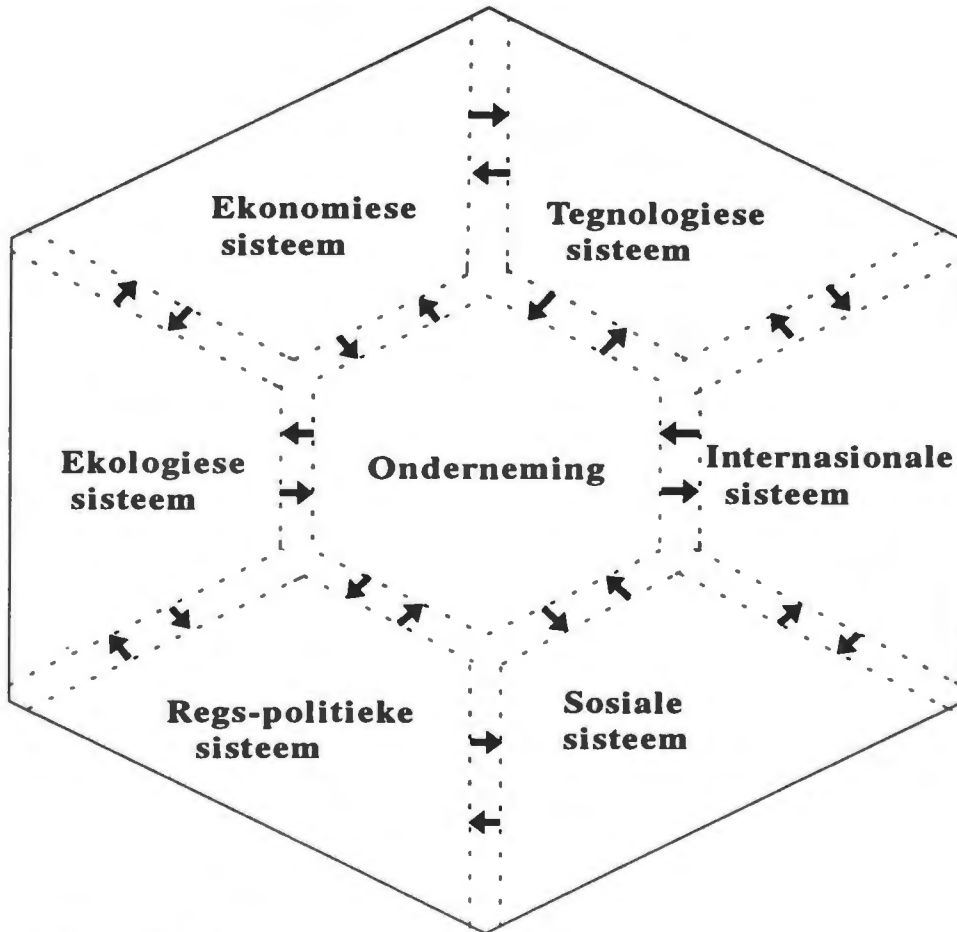 Ekonomiese
sisteem
Tegnologiese
sisteem
Ekologiese
sisteem
Onderneming
Internasionale
sisteem
Regs-politieke
sisteem
Sosiale
sisteem